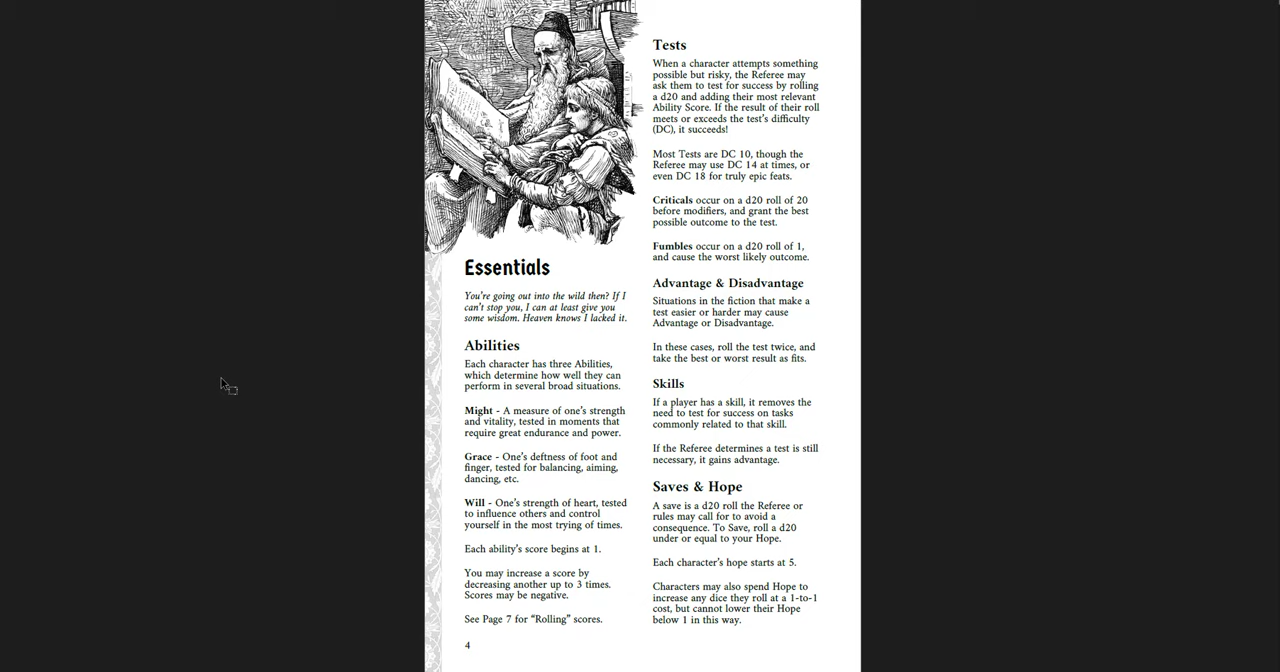 Essentials
You're going out into the wild then? If I
can't stop you, I can at least give you
some wisdom. Heaven knows I lacked it.
Abilities
Each character has three Abilities,
which determine how well they can
perform in several broad situations.
Might - A measure of one's strength
and vitality, tested in moments that
require great endurance and power.
Grace - One's deftness of foot and
finger, tested for balancing, aiming,
dancing, etc.
Will - One's strength of heart, tested
to influence others and control
yourself in the most trying of times.
Each ability's score begins at 1.
You may increase a score by
decreasing another up to 3 times.
Scores may be negative.
See Page 7 for “Rolling” scores.
4
Tests
When a character attempts something
possible but risky, the Referee may
ask them to test for success by rolling
a d20 and adding their most relevant
Ability Score. If the result of their roll
meets or exceeds the test's difficulty
(DC), it succeeds!
Most Tests are DC 10, though the
Referee may use DC 14 at times, or
even DC 18 for truly epic feats.
Criticals occur on a d20 roll of 20
before modifiers, and grant the best
possible outcome to the test.
Fumbles occur on a d20 roll of 1,
and cause the worst likely outcome.
Advantage & Disadvantage
Situations in the fiction that make a
test easier or harder may cause
Advantage or Disadvantage.
In these cases, roll the test twice, and
take the best or worst result as fits.
Skills
If a player has a skill, it removes the
need to test for success on tasks
commonly related to that skill.
If the Referee determines a test is still
necessary, it gains advantage.
Saves & Hope
A save is a d20 roll the Referee or
rules may call for to avoid a
consequence. To Save, roll a d20
under or equal to your Hope.
Each character's hope starts at 5.
Characters may also spend Hope to
increase any dice they roll at a 1-to-1
cost, but cannot lower their Hope
below 1 in this way.